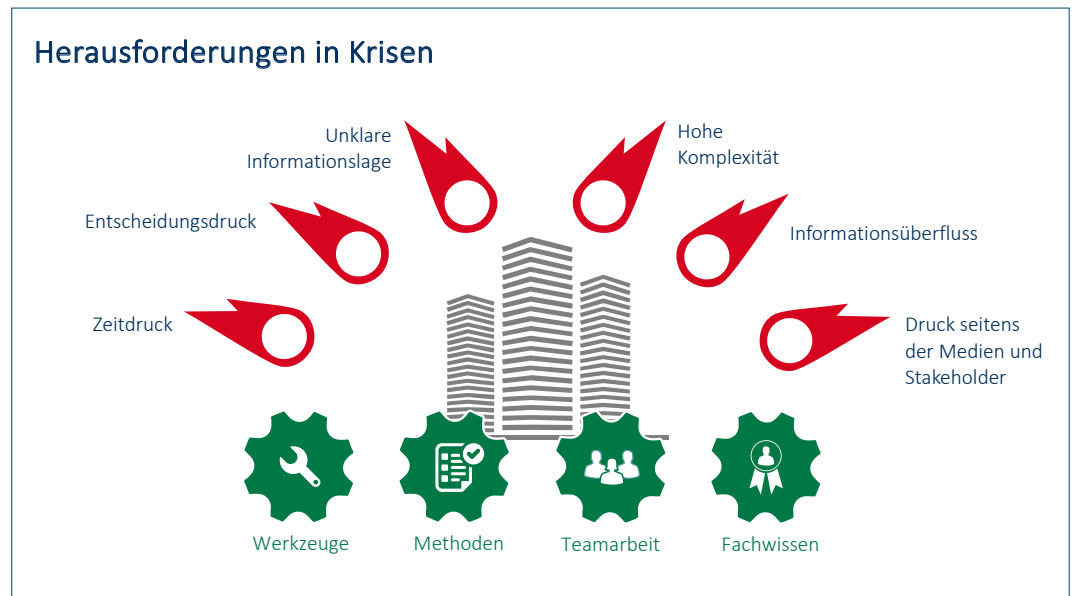 Herausforderungen in Krisen
Unklare
Informationslage
Hohe
Komplexität
Entscheidungsdruck
Informationsüberfluss
Zeitdruck
Druck seitens
der Medien und
Stakeholder
Werkzeuge
Methoden
Teamarbeit
Fachwissen